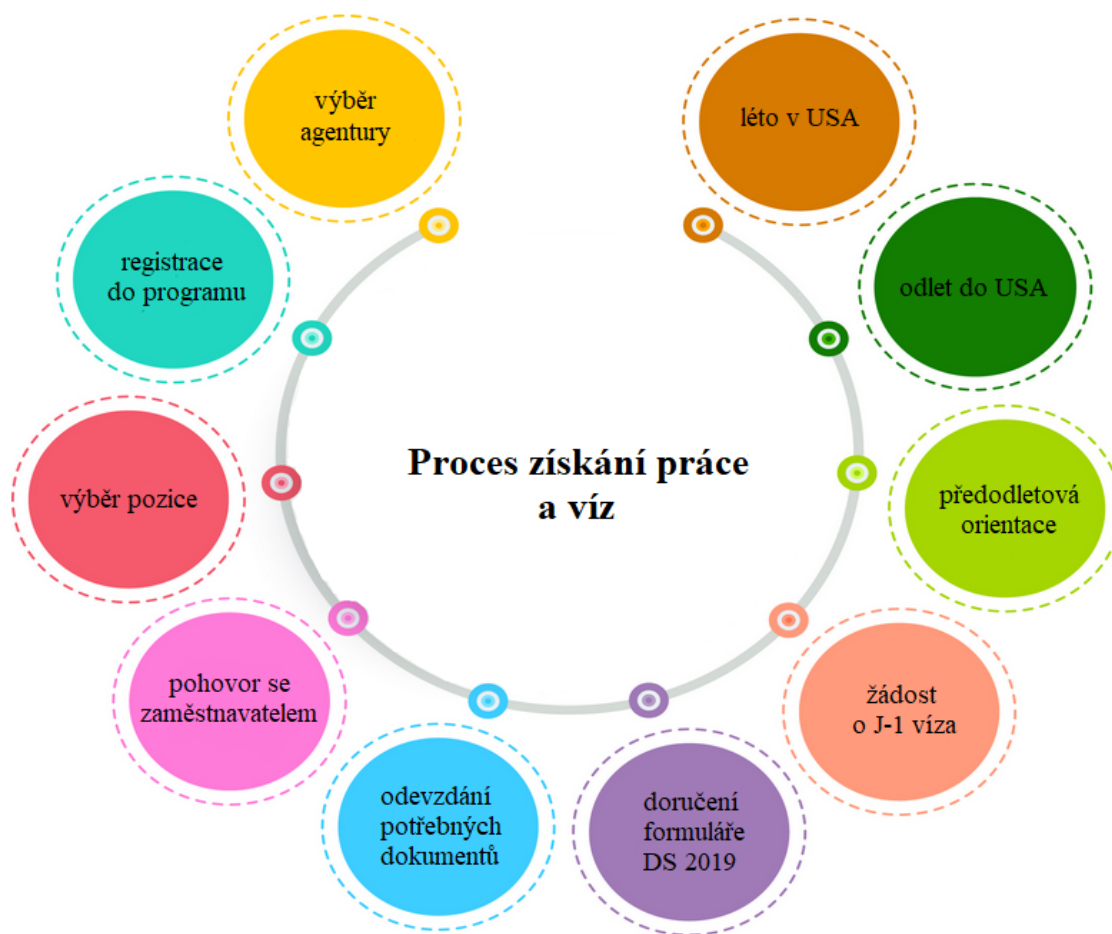 výběr
agentury
registrace
do programu
výběr pozice
pohovor se
zaměstnavatelem
odevzdání
potřebných
dokumentů
doručení
formuláře
DS 2019
žádost
o J-1 víza
předodletová
orientace
odlet do USA
léto v USA
Proces získání práce
a víz